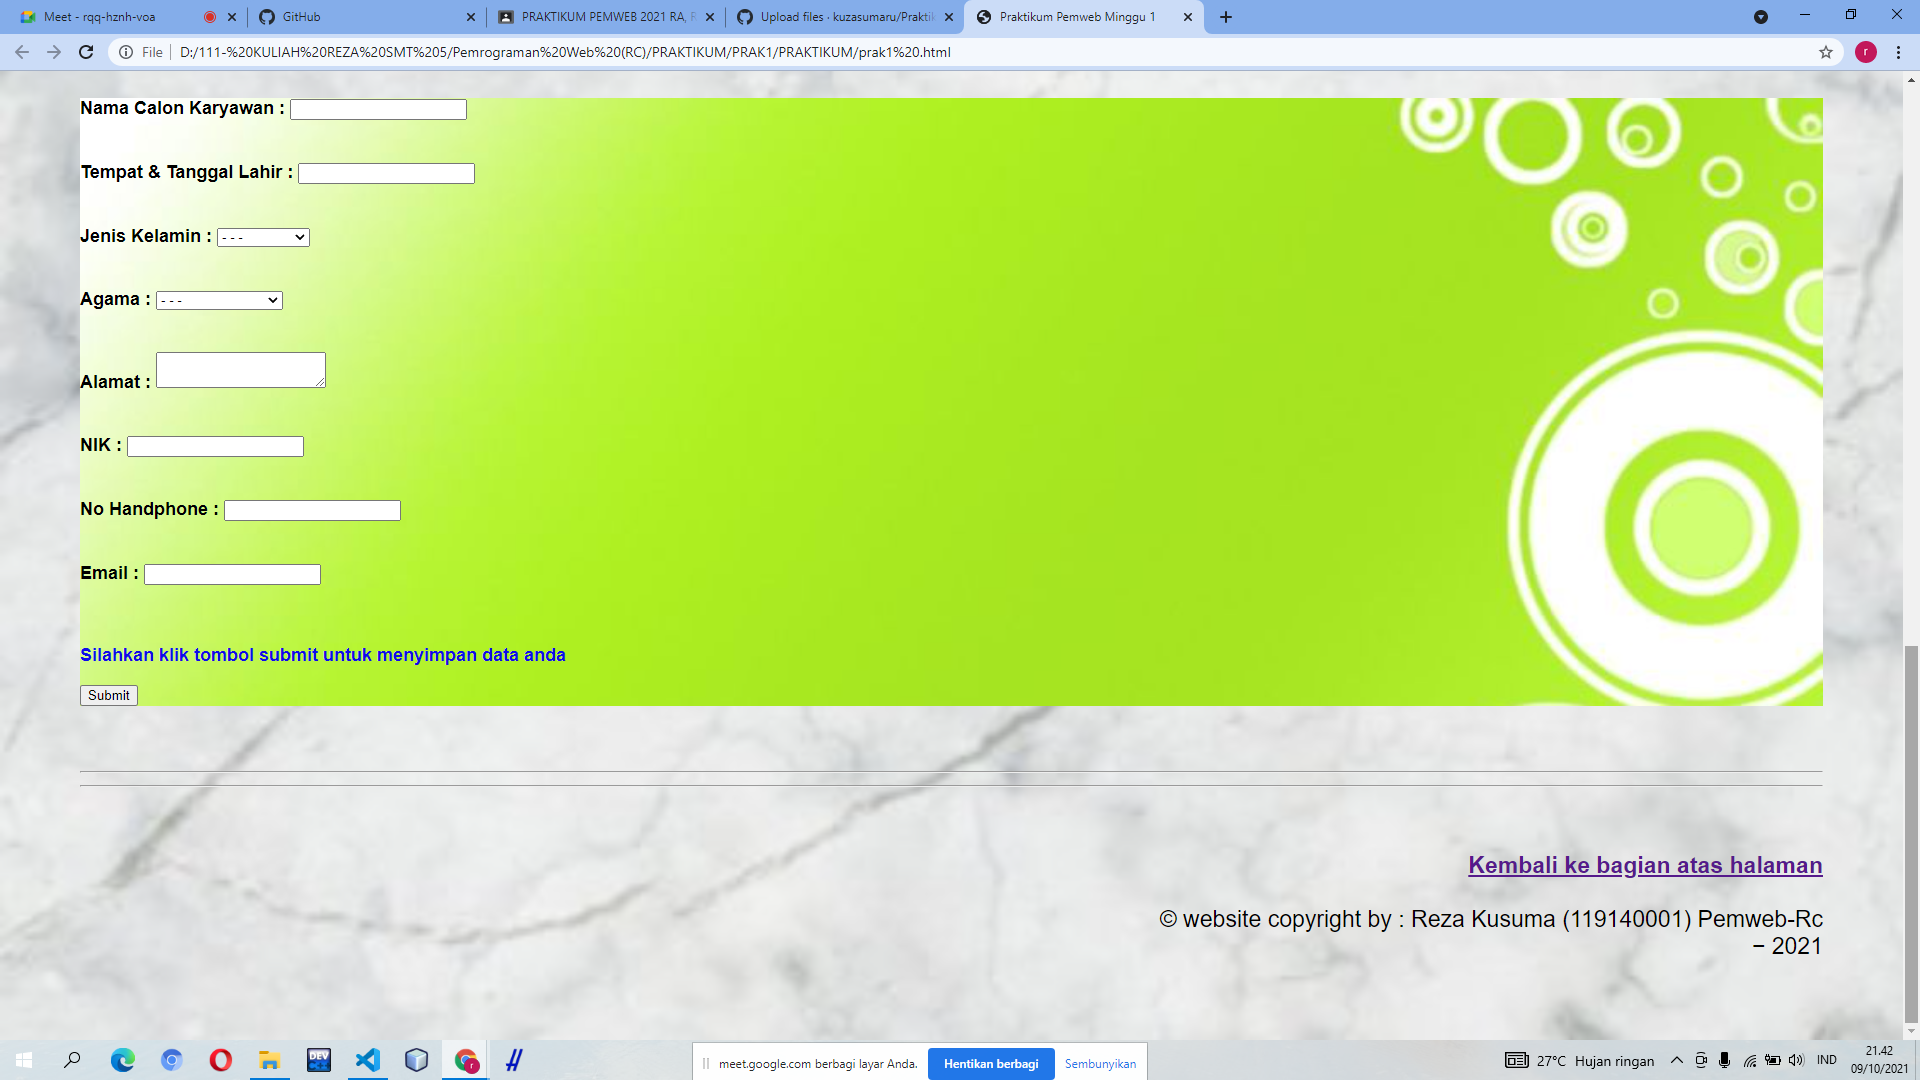 Meet - rqq-hznh-voa
GitHub
PRAKTIKUM PEMWEB 2021 RA, R
Upload files · kuzasumaru/Praktik
Praktikum Pemweb Minggu 1
File
D:/111-%20KULIAH%20REZA%20SMT%205/Pemrograman%20Web%20(RC)/PRAKTIKUM/PRAK1/PRAKTIKUM/prak1%20.html
r
Nama Calon Karyawan :
Tempat & Tanggal Lahir :
Jenis Kelamin : - - -
Agama : - - -
Alamat :
NIK :
No Handphone :
Email :
Silahkan klik tombol submit untuk menyimpan data anda
Submit
Kembali ke bagian atas halaman
© website copyright by : Reza Kusuma (119140001) Pemweb-Rc
− 2021
DEV
r
meet.google.com berbagi layar Anda.
Hentikan berbagi
Sembunyikan
27°C Hujan ringan
IND
21.42
09/10/2021